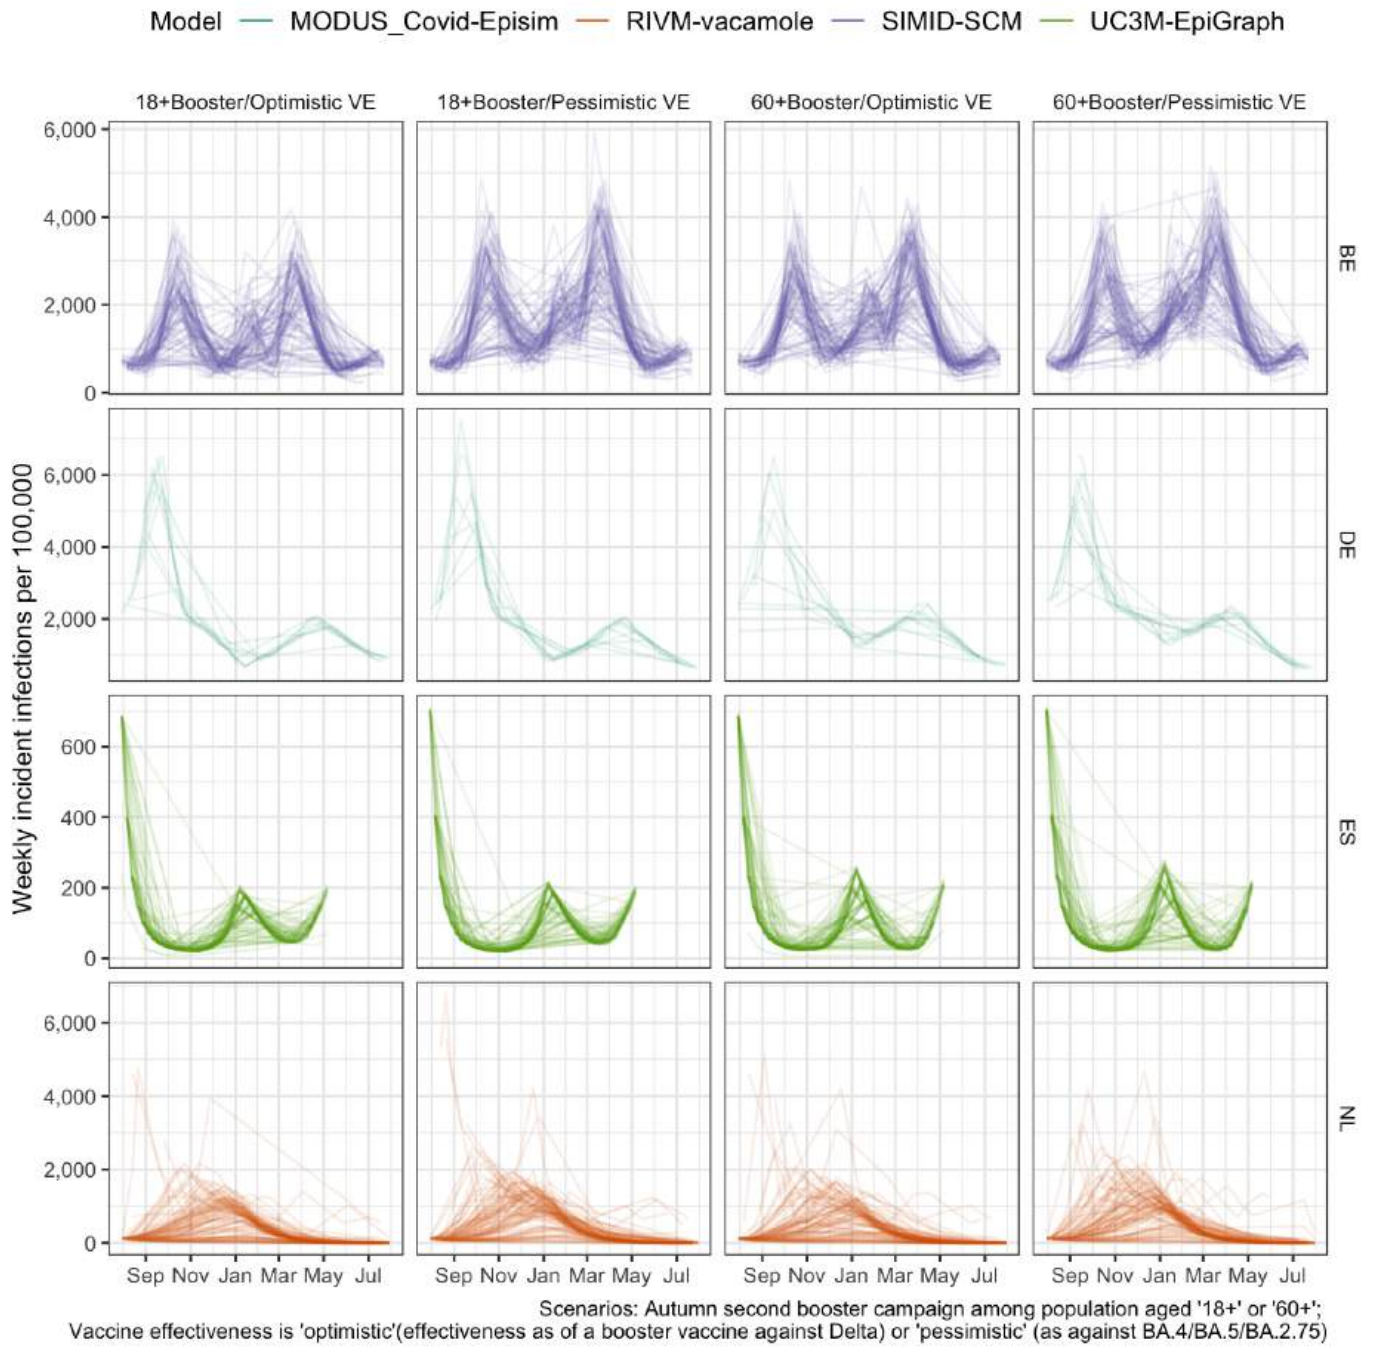 Model MODUS_Covid-Episim RIVM-vacamole SIMID-SCM UC3M-EpiGraph
18+Booster/Optimistic VE 18+Booster/Pessimistic VE 60+Booster/Optimistic VE 60+Booster/Pessimistic VE
Weekly incident infections per 100,000
6,000
4,000
2,000
0
BE
6,000
4,000
2,000
DE
600
400
200
0
ES
6,000
4,000
2,000
0
NL
Sep Nov Jan Mar May Jul Sep Nov Jan Mar May Jul Sep Nov Jan Mar May Jul Sep Nov Jan Mar May Jul
Scenarios: Autumn second booster campaign among population aged '18+' or '60+';
Vaccine effectiveness is 'optimistic'(effectiveness as of a booster vaccine against Delta) or 'pessimistic' (as against BA.4/BA.5/BA.2.75)